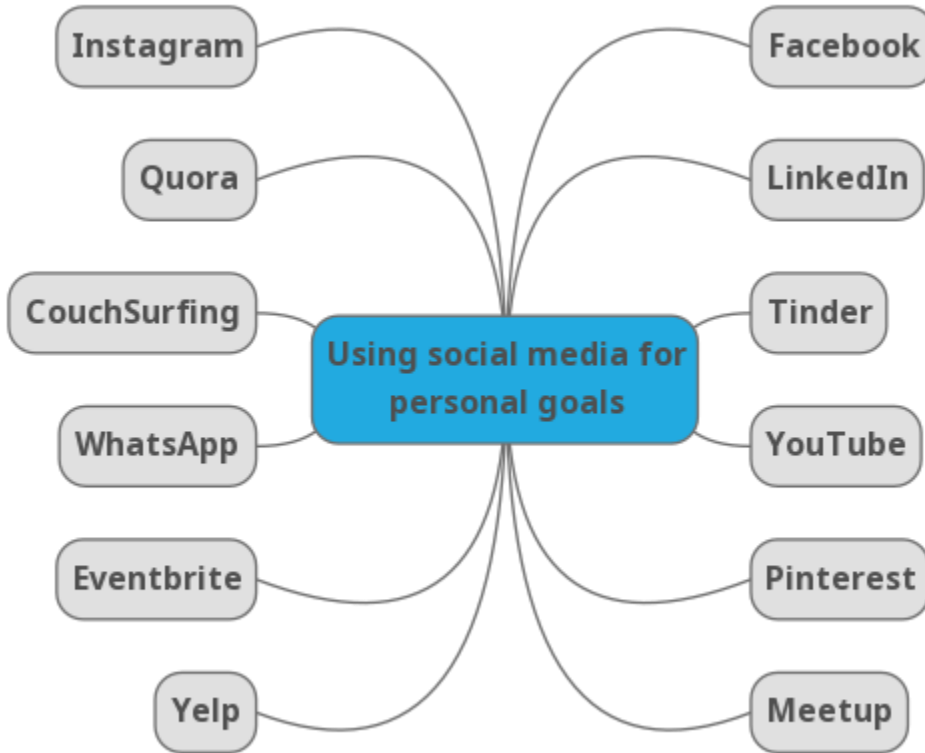 Instagram
Facebook
Quora
LinkedIn
CouchSurfing
Tinder
Using social media for
personal goals
WhatsApp
YouTube
Eventbrite
Pinterest
Yelp
Meetup